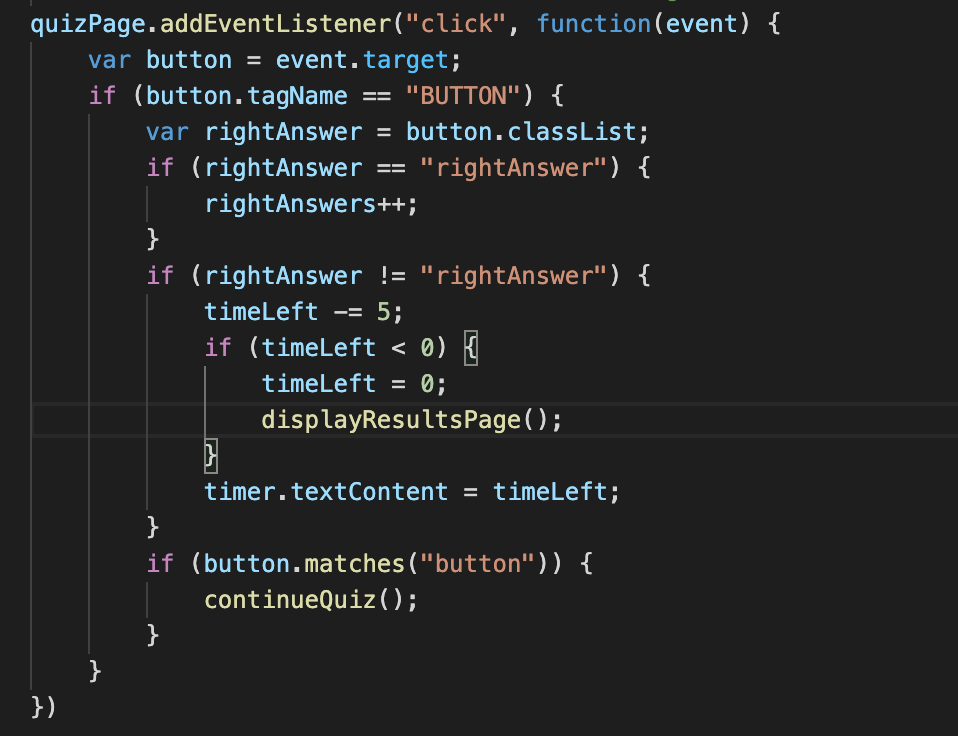 quizPage.addEventListener("click", function(event) {
    var button = event.target;
    if (button.tagName == "BUTTON") {
        var rightAnswer = button.classList;
        if (rightAnswer == "rightAnswer") {
            rightAnswers++;
        }
        if (rightAnswer != "rightAnswer") {
            timeLeft -= 5;
            if (timeLeft < 0) {
                timeLeft = 0;
                displayResultsPage();
            }
            timer.textContent = timeLeft;
        }
        if (button.matches("button")) {
            continueQuiz();
        }
    }
})